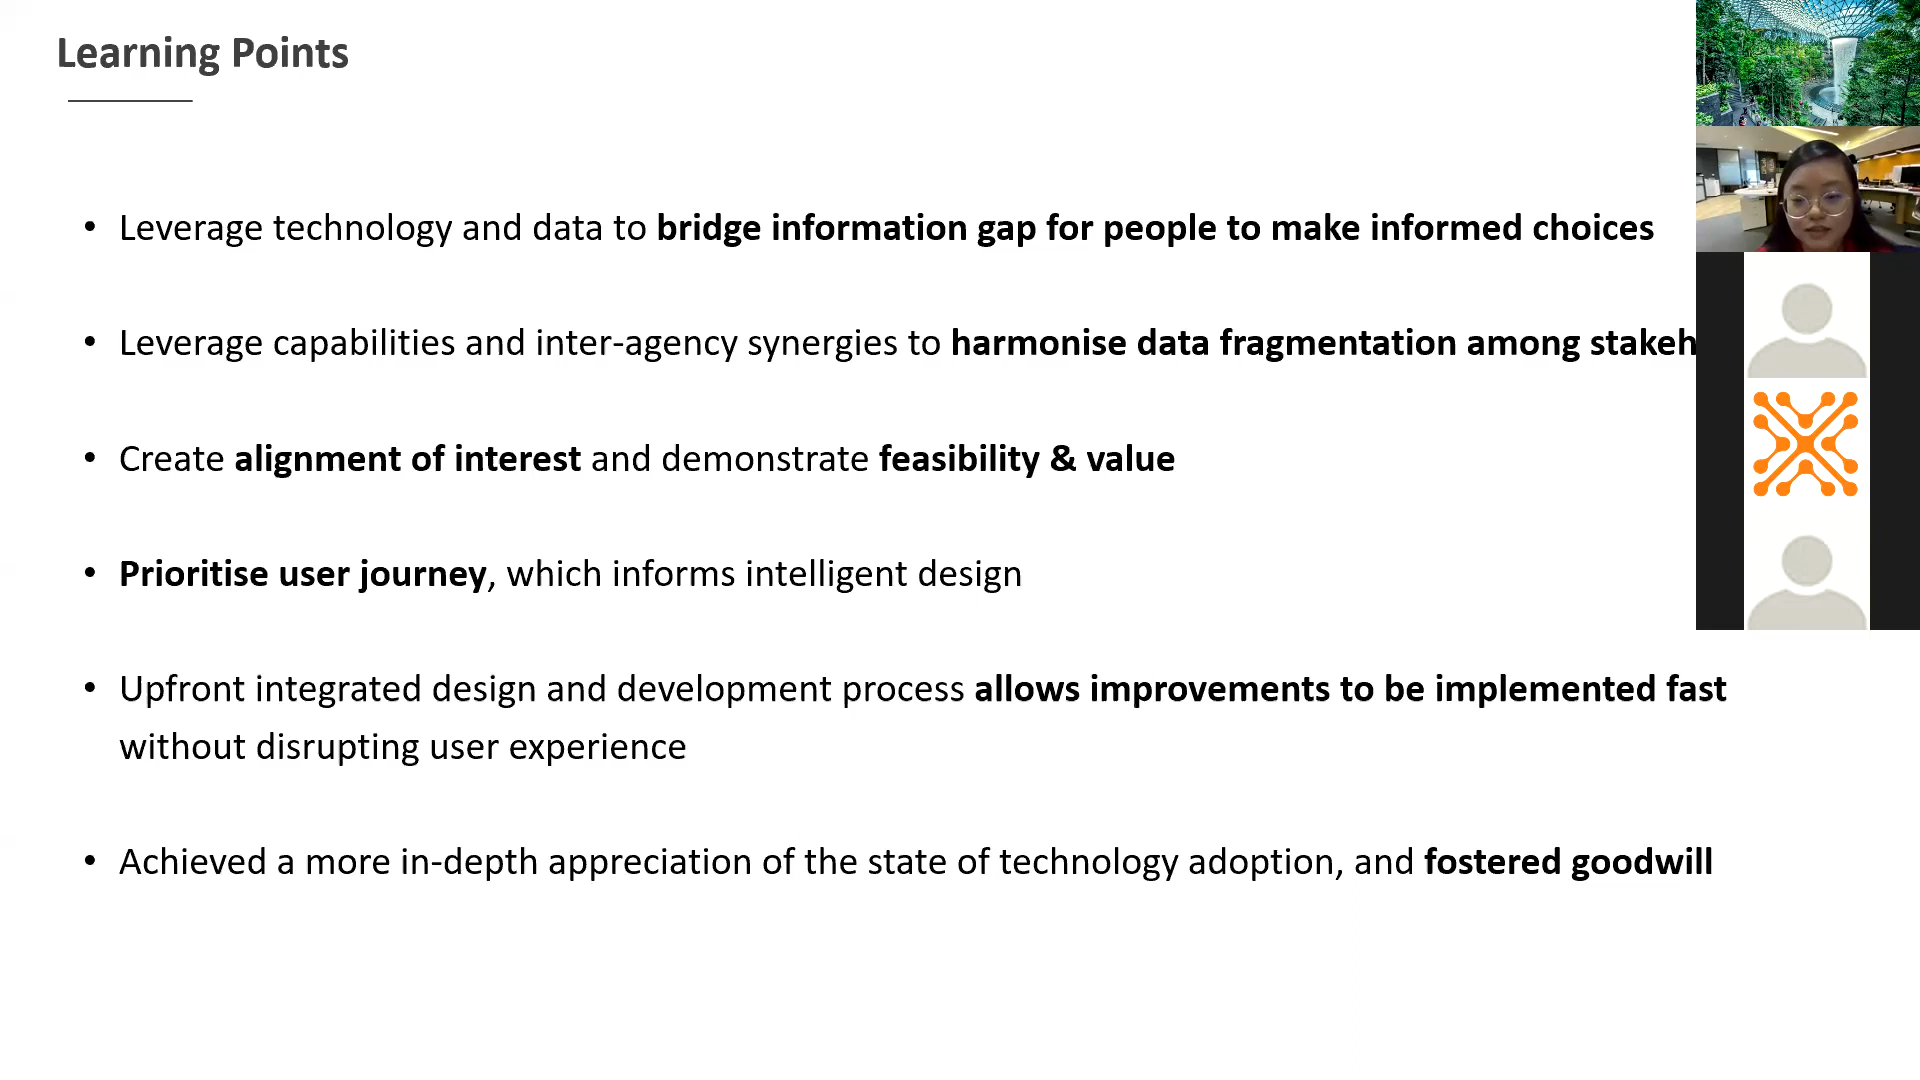 Learning Points
• Leverage technology and data to bridge information gap for people to make informed choices
• Leverage capabilities and inter-agency synergies to harmonise data fragmentation among stakeh
• Create alignment of interest and demonstrate feasibility & value
• Prioritise user journey, which informs intelligent design
• Upfront integrated design and development process allows improvements to be implemented fast
without disrupting user experience
• Achieved a more in-depth appreciation of the state of technology adoption, and fostered goodwill